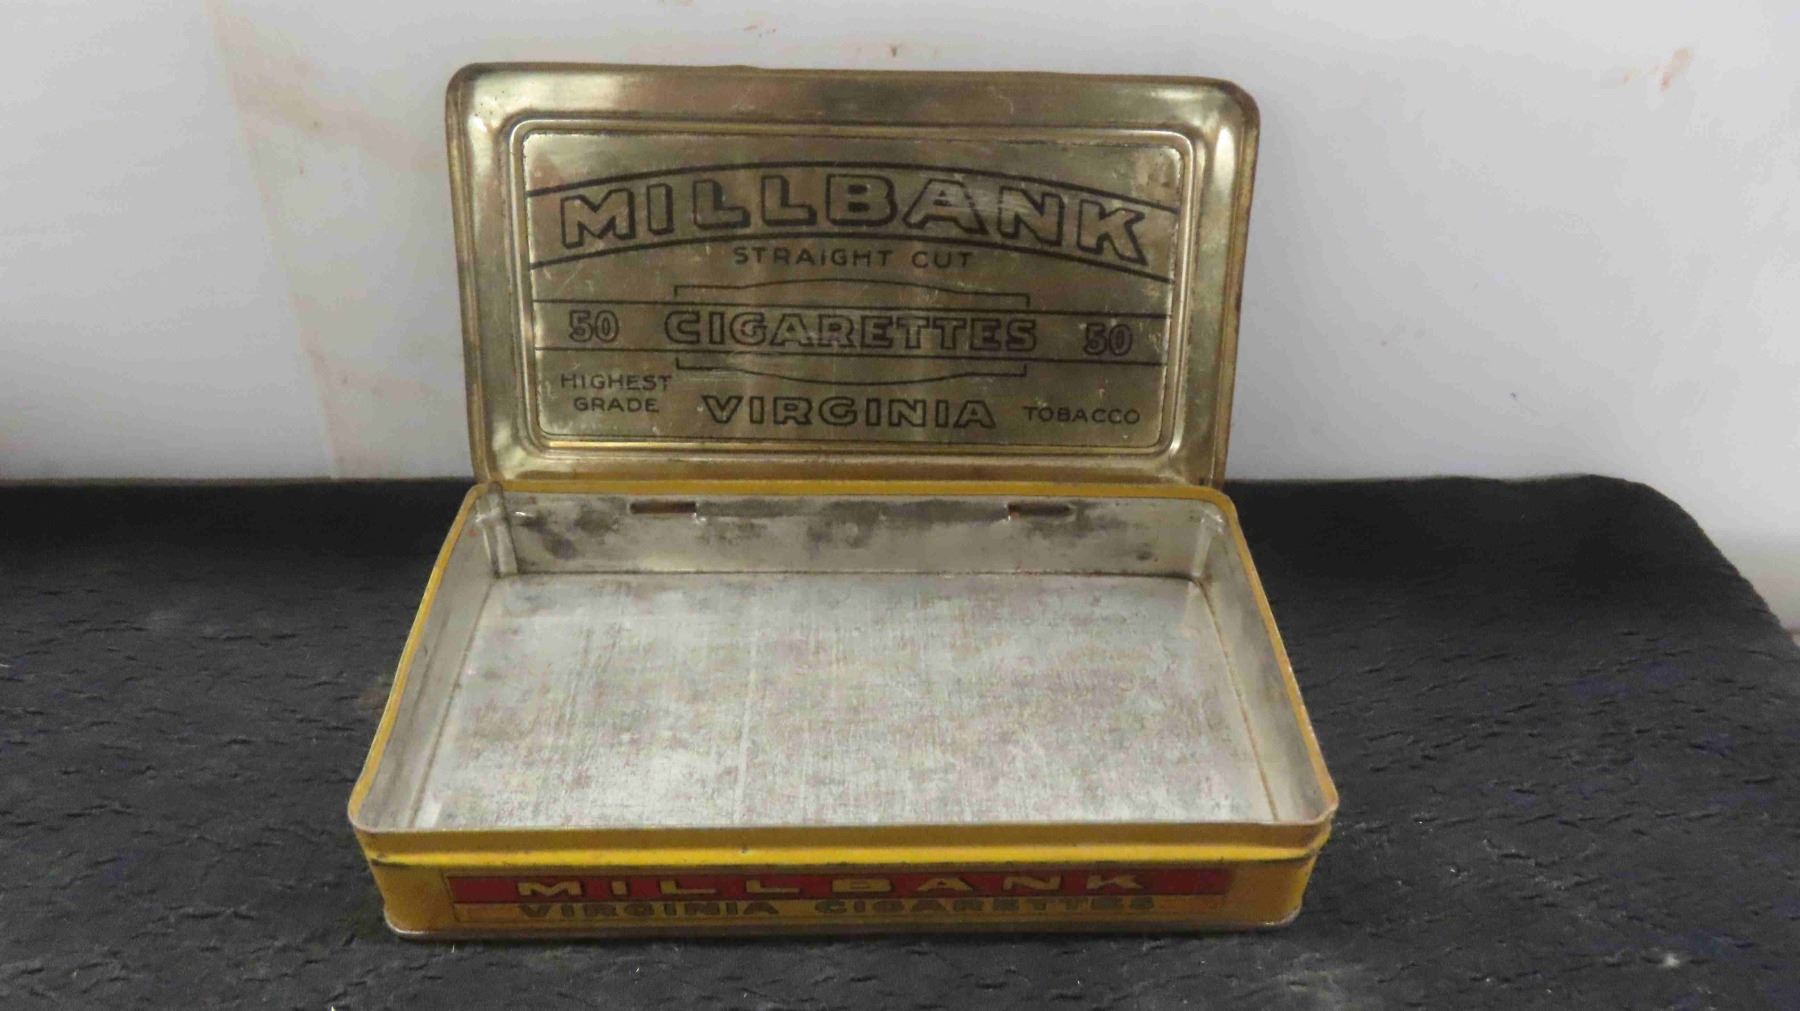 MILLBANK
STRAIGHT CUT
50 CIGARETTES 50
HIGHEST GRADE VIRGINIA TOBACCO
MILLBANK
VIRGINIA CIGARETTES